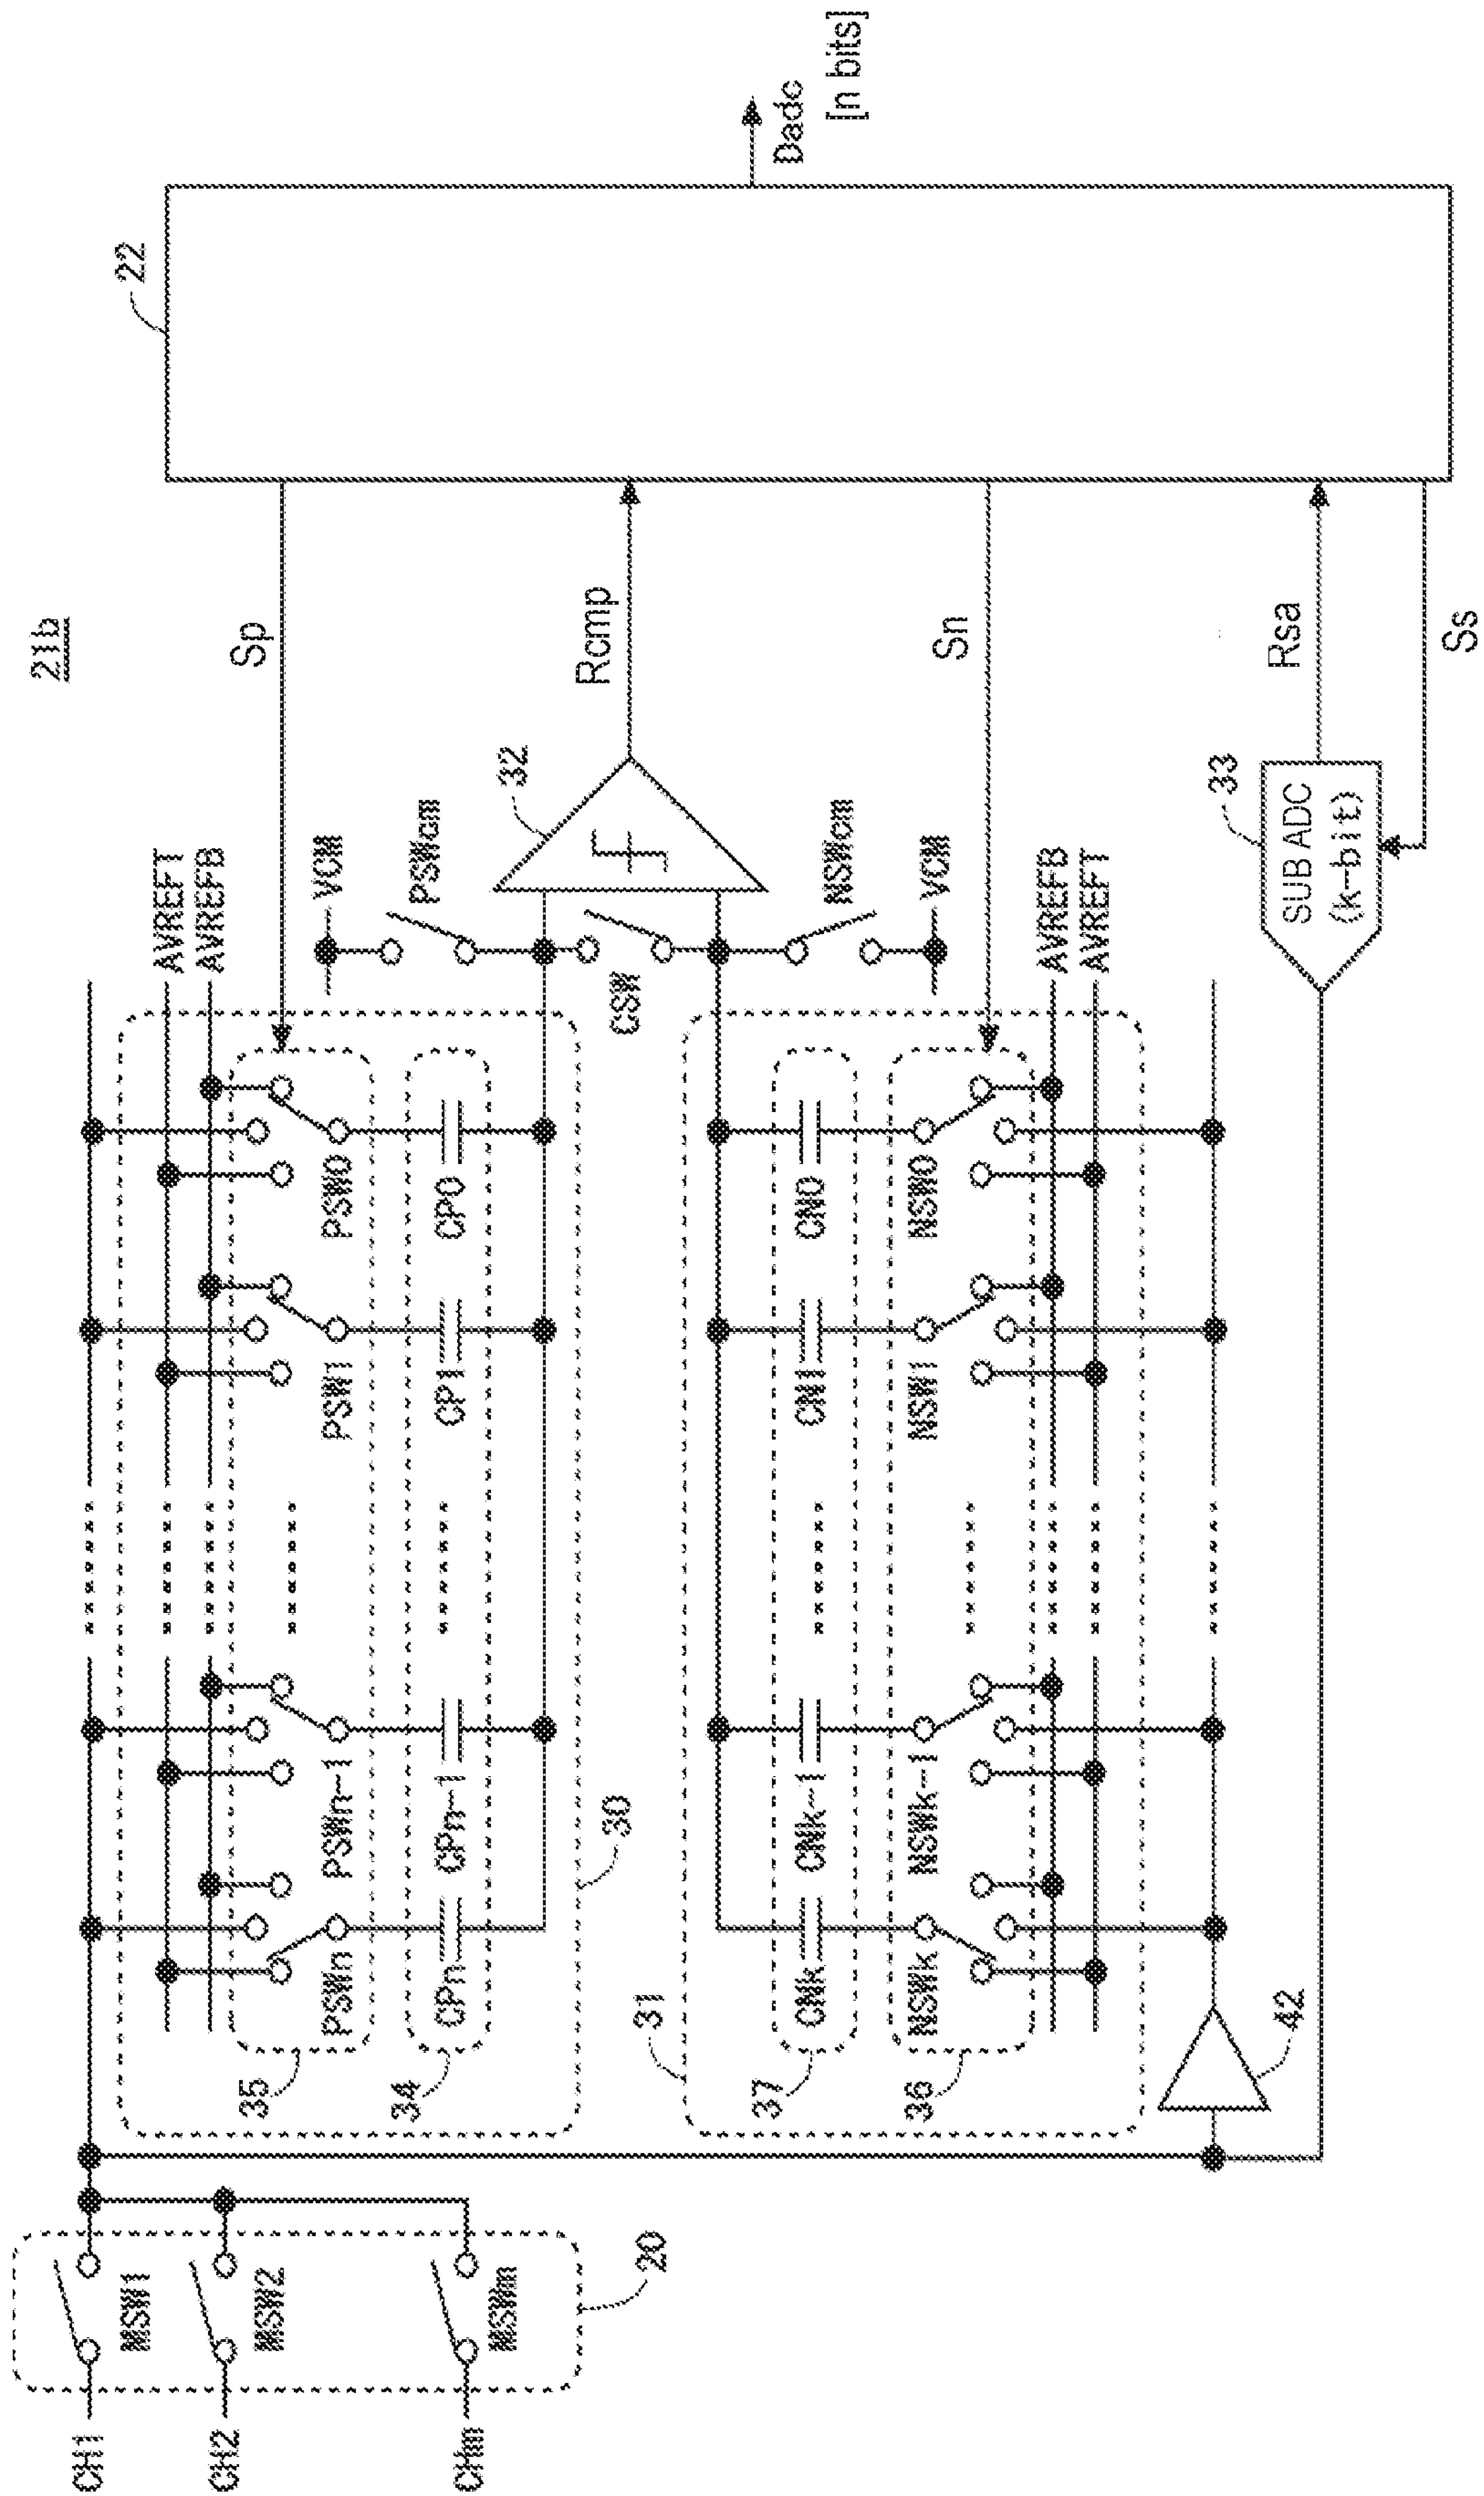 21b
22
Sp
AVREFT
AVREFB
VCM
PSWcm
32
Rcmp
Dadc
[n bits]
CSW
NSWcm
VCM
Sn
AVREFB
AVREFT
33
SUB ADC
(k-bit)
Rsa
Ss
CH1
MSW1
CH2
MSW2
CHm
MSWm
20
35
PSWn
PSWn-1
PSW1
PSW0
34
CPn
CPn-1
CP1
CP0
30
31
37
CNk
CNk-1
CN1
CN0
36
NSWk
NSWk-1
NSW1
NSW0
42